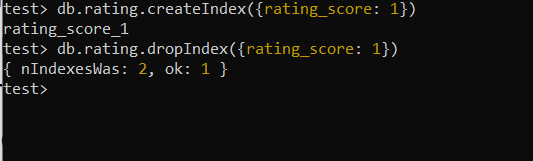 test> db.rating.createIndex({rating_score: 1})
rating_score_1
test> db.rating.dropIndex({rating_score: 1})
{ nIndexesWas: 2, ok: 1 }
test>